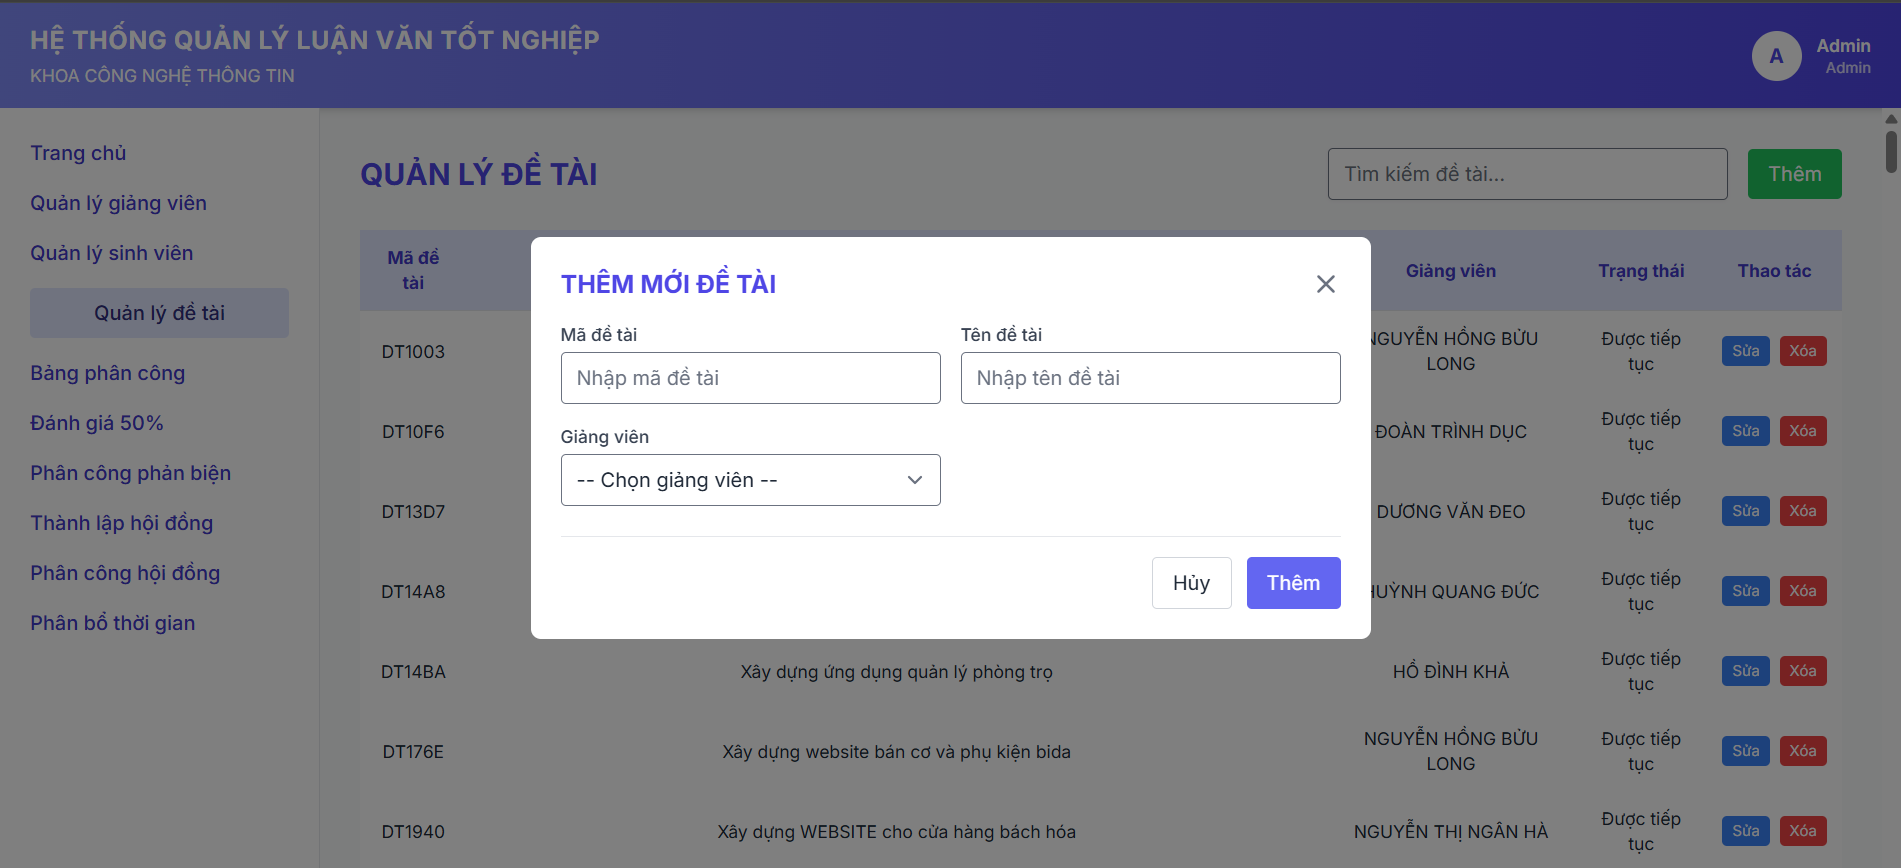 HỆ THỐNG QUẢN LÝ LUẬN VĂN TỐT NGHIỆP
KHOA CÔNG NGHỆ THÔNG TIN
A
Admin
Admin
Trang chủ
Quản lý giảng viên
Quản lý sinh viên
Quản lý đề tài
Bảng phân công
Đánh giá 50%
Phân công phản biện
Thành lập hội đồng
Phân công hội đồng
Phân bổ thời gian
QUẢN LÝ ĐỀ TÀI
Tìm kiếm đề tài...
Thêm
Mã đề
tài
Giảng viên
Trạng thái
Thao tác
THÊM MỚI ĐỀ TÀI
Mã đề tài
Nhập mã đề tài
Tên đề tài
Nhập tên đề tài
Giảng viên
-- Chọn giảng viên --
Hủy
Thêm
DT1003
NGUYỄN HỒNG BỬU
LONG
Được tiếp
tục
Sửa
Xóa
DT10F6
ĐOÀN TRÌNH DỤC
Được tiếp
tục
Sửa
Xóa
DT13D7
DƯƠNG VĂN ĐEO
Được tiếp
tục
Sửa
Xóa
DT14A8
HUỲNH QUANG ĐỨC
Được tiếp
tục
Sửa
Xóa
DT14BA
Xây dựng ứng dụng quản lý phòng trọ
HỒ ĐÌNH KHẢ
Được tiếp
tục
Sửa
Xóa
DT176E
Xây dựng website bán cơ và phụ kiện bida
NGUYỄN HỒNG BỬU
LONG
Được tiếp
tục
Sửa
Xóa
DT1940
Xây dựng WEBSITE cho cửa hàng bách hóa
NGUYỄN THỊ NGÂN HÀ
Được tiếp
tục
Sửa
Xóa